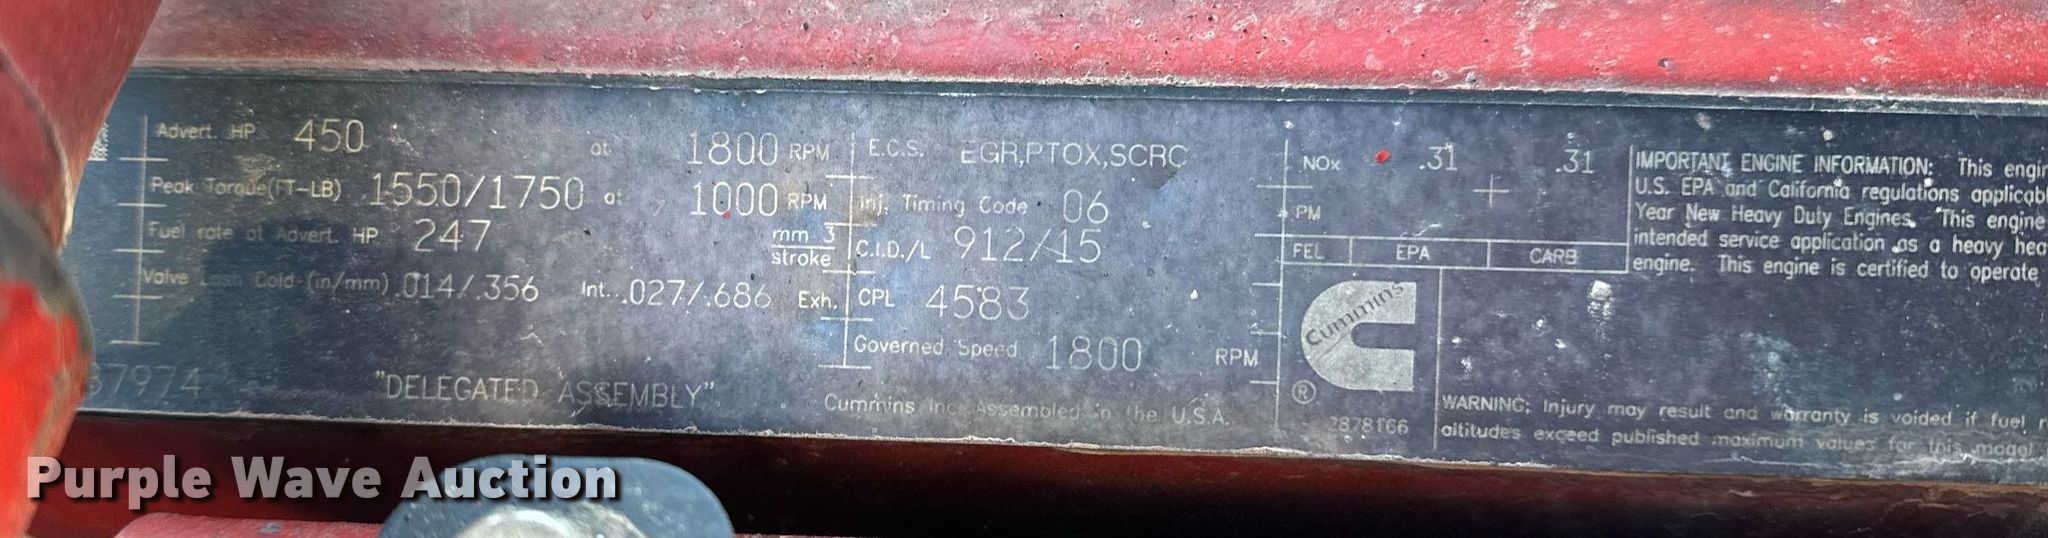 Advert. HP 450 at 1800 RPM
Peak Torque(FT-LB) 1550/1750 at 1000 RPM
Fuel rate at Advert. HP 247 mm 3 stroke
Valve Lash Cold (in/mm) .014/.356 Int. .027/.686 Exh.
37974
"DELEGATED ASSEMBLY"
E.C.S. EGR,PTOX,SCRC
Inj. Timing Code 06
C.I.D./L 912/15
CPL 4583
Governed Speed 1800 RPM
Cummins Inc. Assembled in the U.S.A.
NOx .31 .31
PM
FEL EPA CARB
Cummins
®
2878166
IMPORTANT ENGINE INFORMATION: This engin
U.S. EPA and California regulations applicabl
Year New Heavy Duty Engines. This engine
intended service application as a heavy hea
engine. This engine is certified to operate
WARNING: Injury may result and warranty is voided if fuel r
altitudes exceed published maximum values for this model
Purple Wave Auction